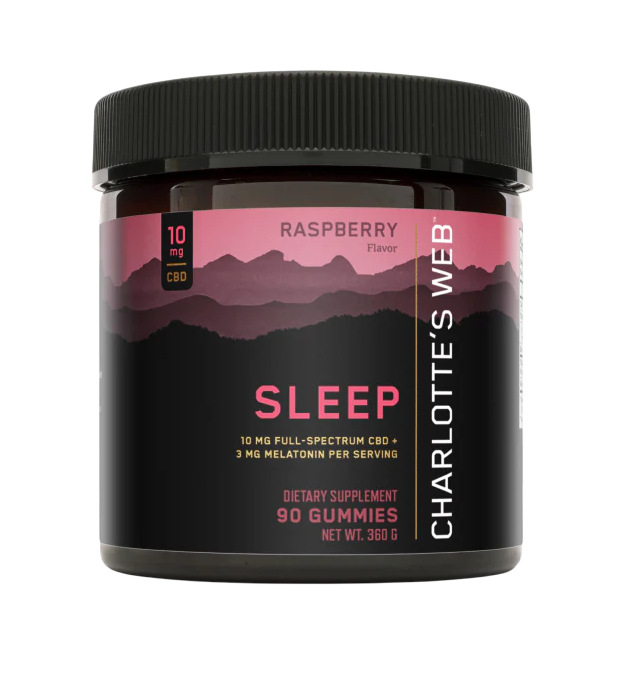 10
mg
CBD
RASPBERRY
Flavor
SLEEP
10 MG FULL-SPECTRUM CBD +
3 MG MELATONIN PER SERVING
DIETARY SUPPLEMENT
90 GUMMIES
NET WT. 360 G
CHARLOTTE'S WEB™